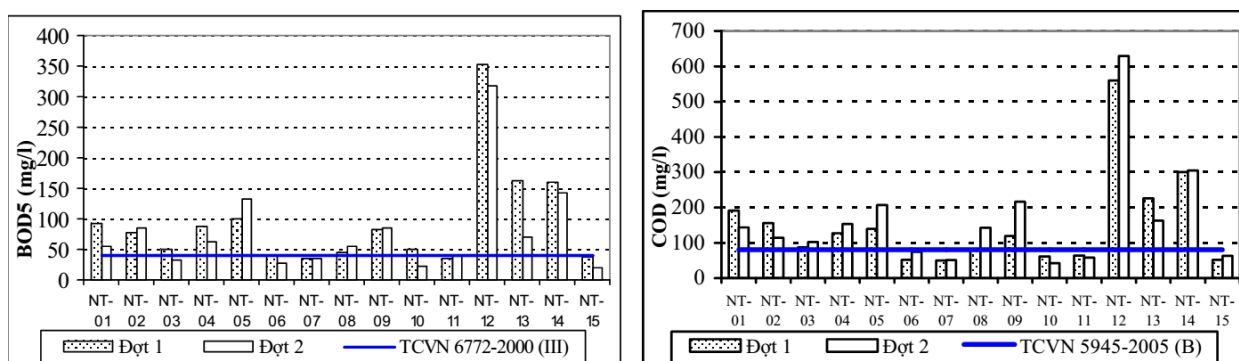 400
350
300
250
200
150
100
50
0
BOD5 (mg/l)
NT- NT- NT- NT- NT- NT- NT- NT- NT- NT- NT- NT- NT- NT- NT-
01 02 03 04 05 06 07 08 09 10 11 12 13 14 15
Đợt 1 Đợt 2 TCVN 6772-2000 (III)
700
600
500
400
300
200
100
0
COD (mg/l)
NT- NT- NT- NT- NT- NT- NT- NT- NT- NT- NT- NT- NT- NT- NT-
01 02 03 04 05 06 07 08 09 10 11 12 13 14 15
Đợt 1 Đợt 2 TCVN 5945-2005 (B)